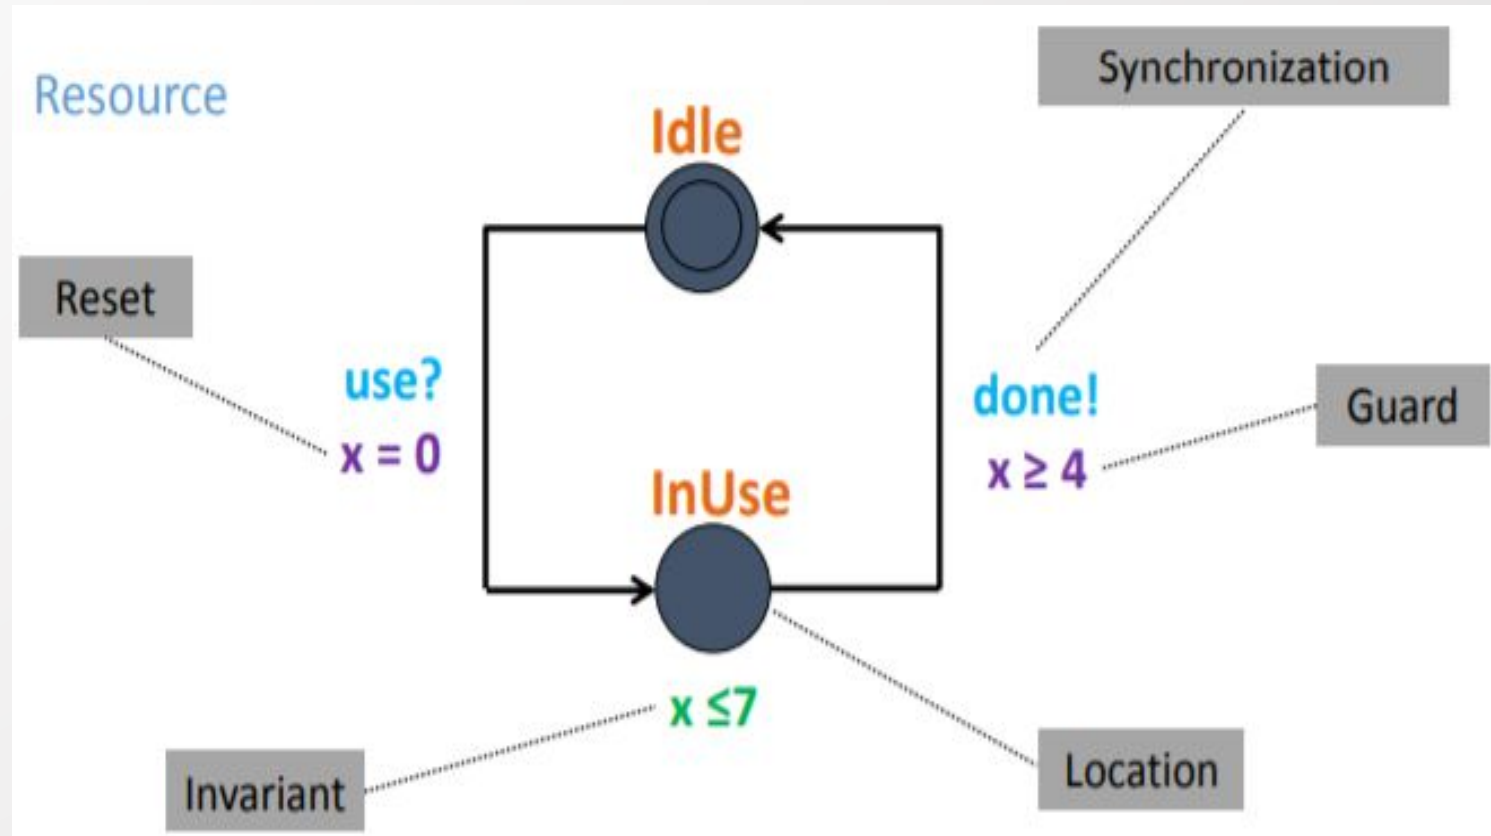 Resource
Synchronization
Idle
Reset
use?
x = 0
done!
x ≥ 4
Guard
InUse
x ≤7
Invariant
Location